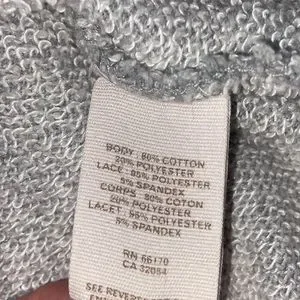 BODY: 80% COTTON
20% POLYESTER
LACE: 95% POLYESTER
5% SPANDEX
CORPS: 80% COTON
20% POLYESTER
LACET: 95% POLYESTER
5% SPANDEX
RN 66170
CA 32084
SEE REVERSE